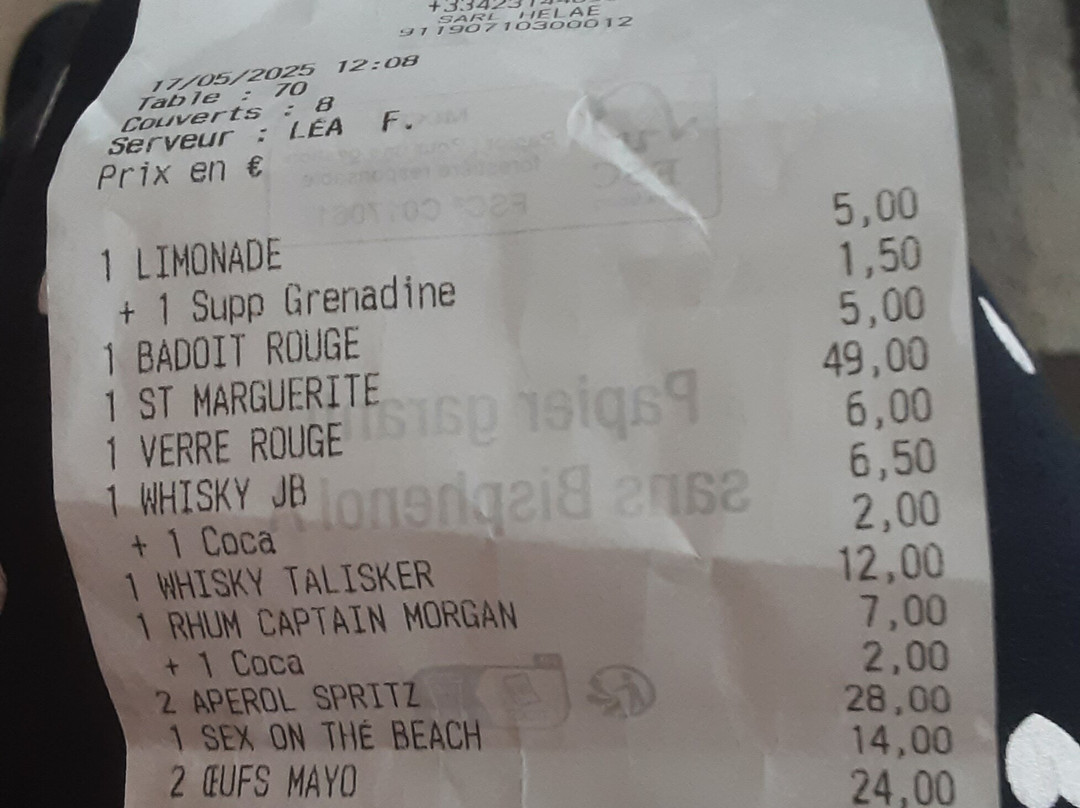 SARL HELAE
91190710300012
17/05/2025 12:08
Table : 70
Couverts : 8
Serveur : LÉA F.
Prix en €
1 LIMONADE 5,00
+ 1 Supp Grenadine 1,50
1 BADOIT ROUGE 5,00
1 ST MARGUERITE 49,00
1 VERRE ROUGE 6,00
1 WHISKY JB 6,50
+ 1 Coca 2,00
1 WHISKY TALISKER 12,00
1 RHUM CAPTAIN MORGAN 7,00
+ 1 Coca 2,00
2 APEROL SPRITZ 28,00
1 SEX ON THÉ BEACH 14,00
2 ŒUFS MAYO 24,00